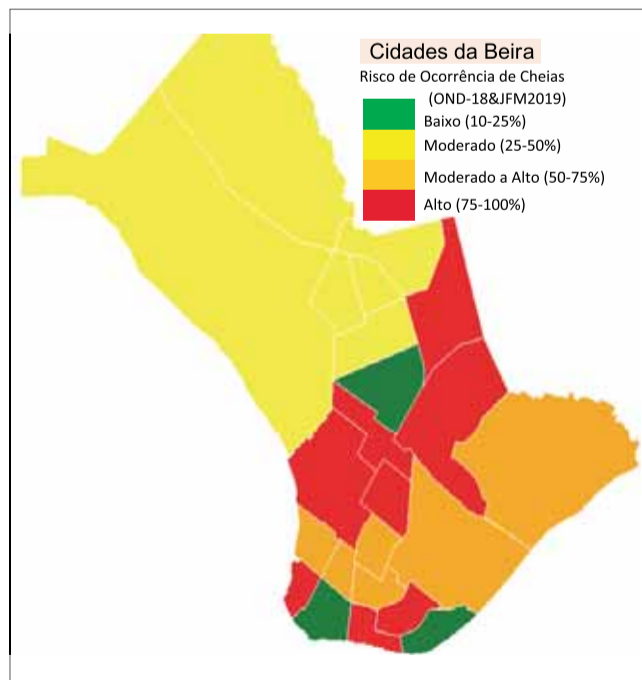 Cidades da Beira
Risco de Ocorrência de Cheias
(OND-18&JFM2019)
Baixo (10-25%)
Moderado (25-50%)
Moderado a Alto (50-75%)
Alto (75-100%)